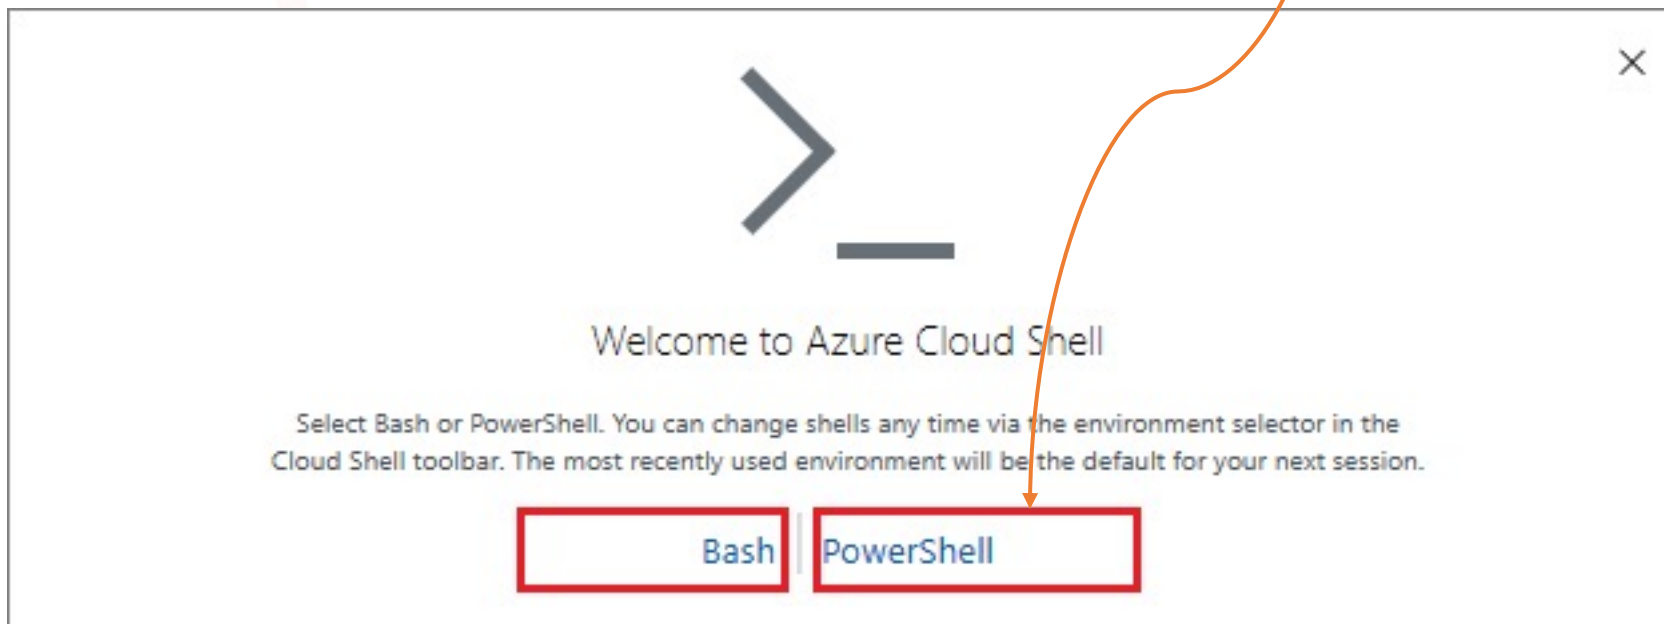 Welcome to Azure Cloud Shell
Select Bash or PowerShell. You can change shells any time via the environment selector in the
Cloud Shell toolbar. The most recently used environment will be the default for your next session.
Bash PowerShell